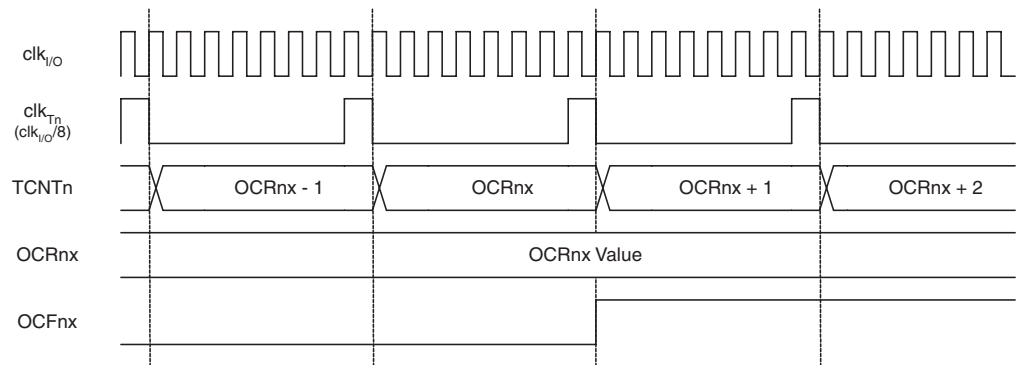 clkI/O
clkTn
(clkI/O/8)
TCNTn
OCRnx - 1
OCRnx
OCRnx + 1
OCRnx + 2
OCRnx
OCRnx Value
OCFnx